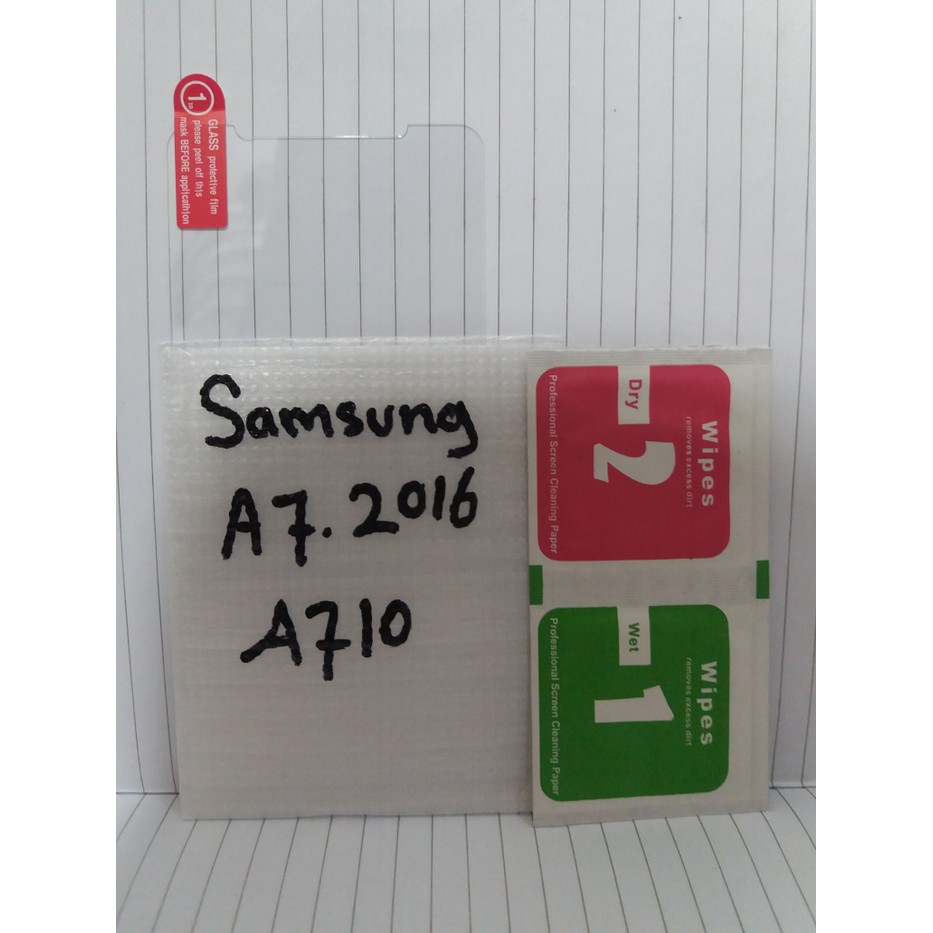 1
GLASS protective film
please peel off this
mask BEFORE application
Samsung
A7.2016
A710
Wipes
removes excess dirt
Dry
2
Professional Screen Cleaning Paper
Wipes
removes excess dirt
Wet
1
Professional Screen Cleaning Paper